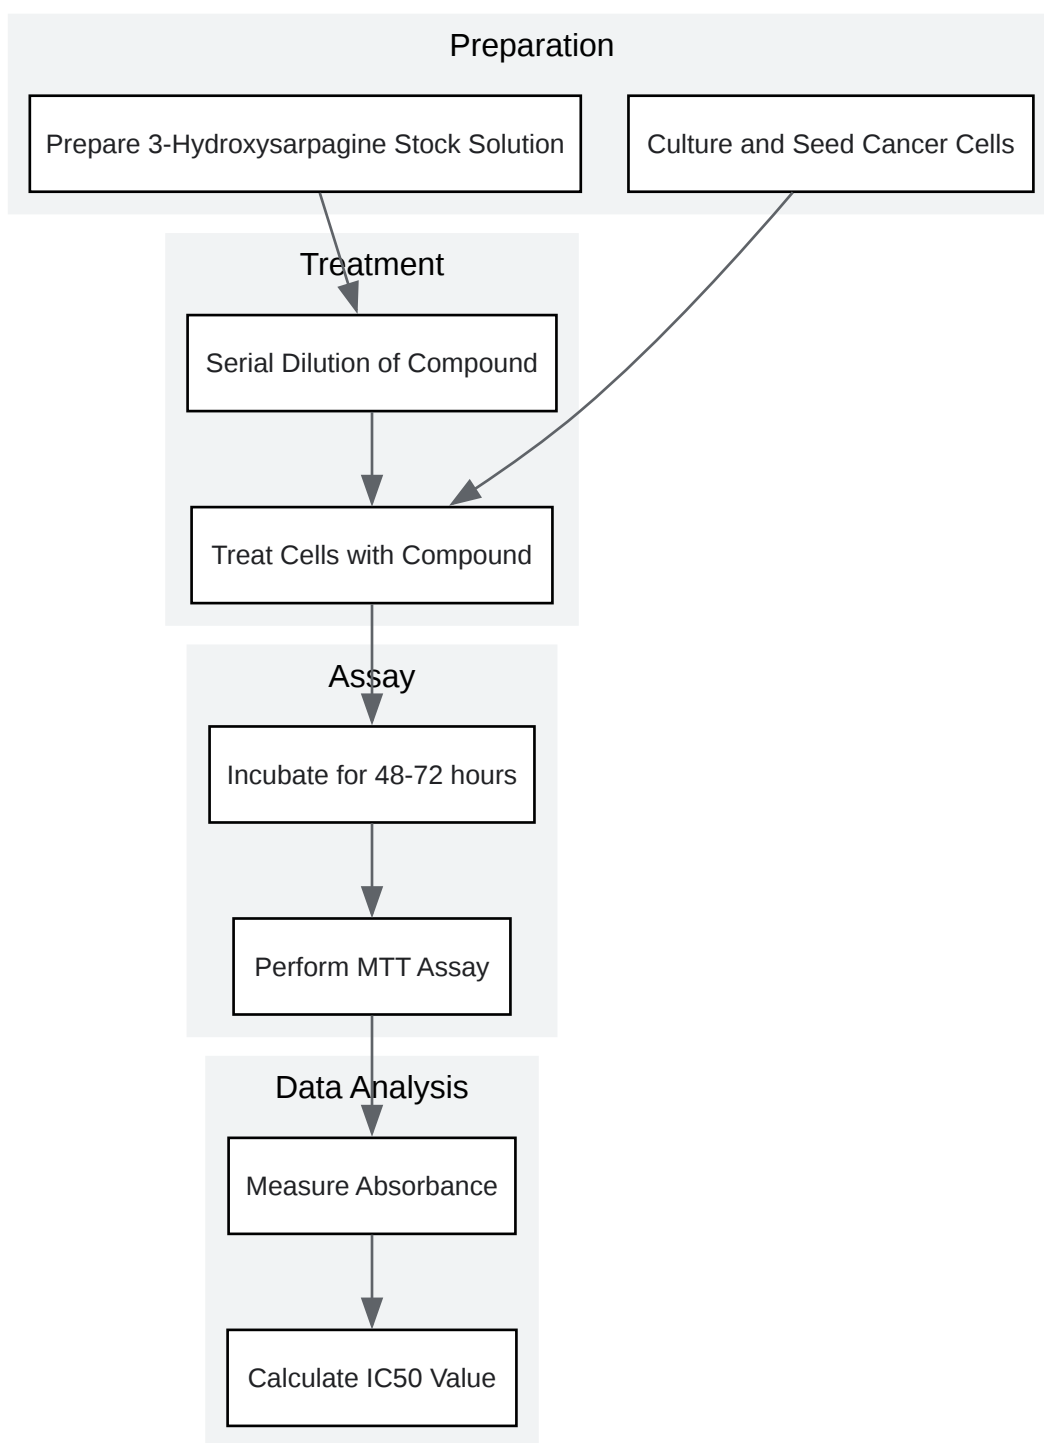 Preparation
Prepare 3-Hydroxysarpagine Stock Solution
Culture and Seed Cancer Cells
Treatment
Serial Dilution of Compound
Treat Cells with Compound
Assay
Incubate for 48-72 hours
Perform MTT Assay
Data Analysis
Measure Absorbance
Calculate IC50 Value